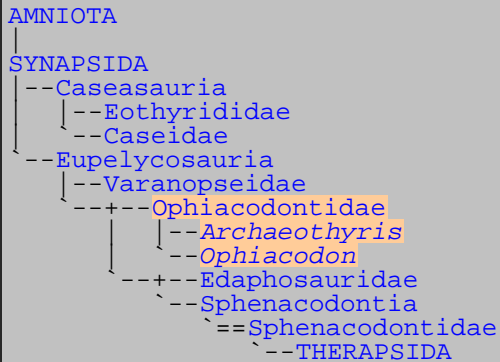 AMNIOTA
|
SYNAPSIDA
|--Caseasauria
|  |--Eothyrididae
|  `--Caseidae
`--Eupelycosauria
   |--Varanopseidae
   `--+--Ophiacodontidae
      |  |--Archaeothyris
      |  `--Ophiacodon
      `--+--Edaphosauridae
         `--Sphenacodontia
            `==Sphenacodontidae
               `--THERAPSIDA